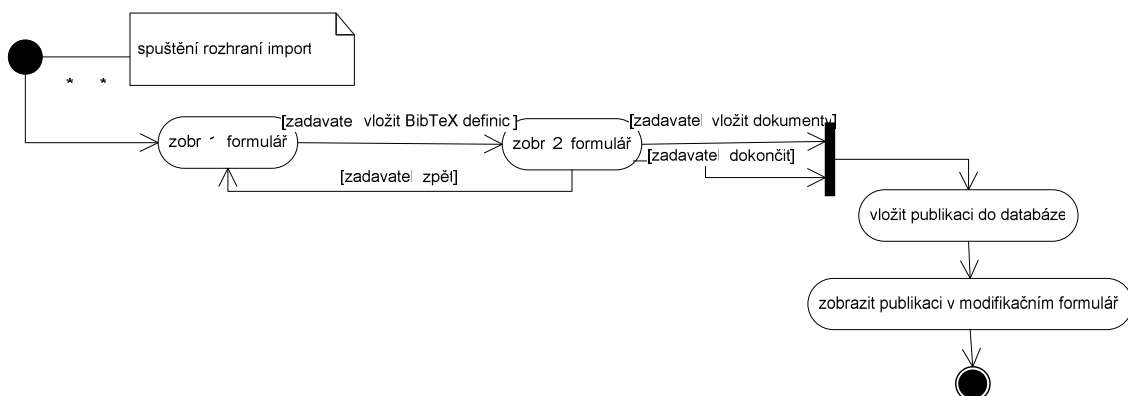 spuštění rozhraní import
* *
[zadavate vložit BibTeX definic ]
[zadavatel vložit dokumenty]
zobr 1 formulář
zobr 2 formulář
[zadavatel dokončit]
[zadavatel zpět]
vložit publikaci do databáze
zobrazit publikaci v modifikačním formulář